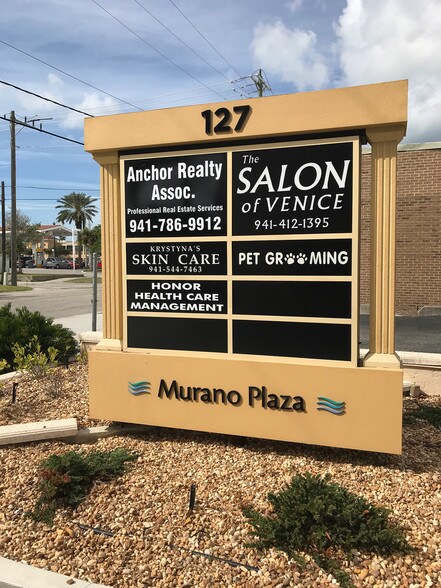 127
Anchor Realty
Assoc.
Professional Real Estate Services
941-786-9912
The
SALON
of VENICE
941-412-1395
KRYSTYNA'S
SKIN CARE
941-544-7463
PET GROOMING
HONOR
HEALTH CARE
MANAGEMENT
Murano Plaza